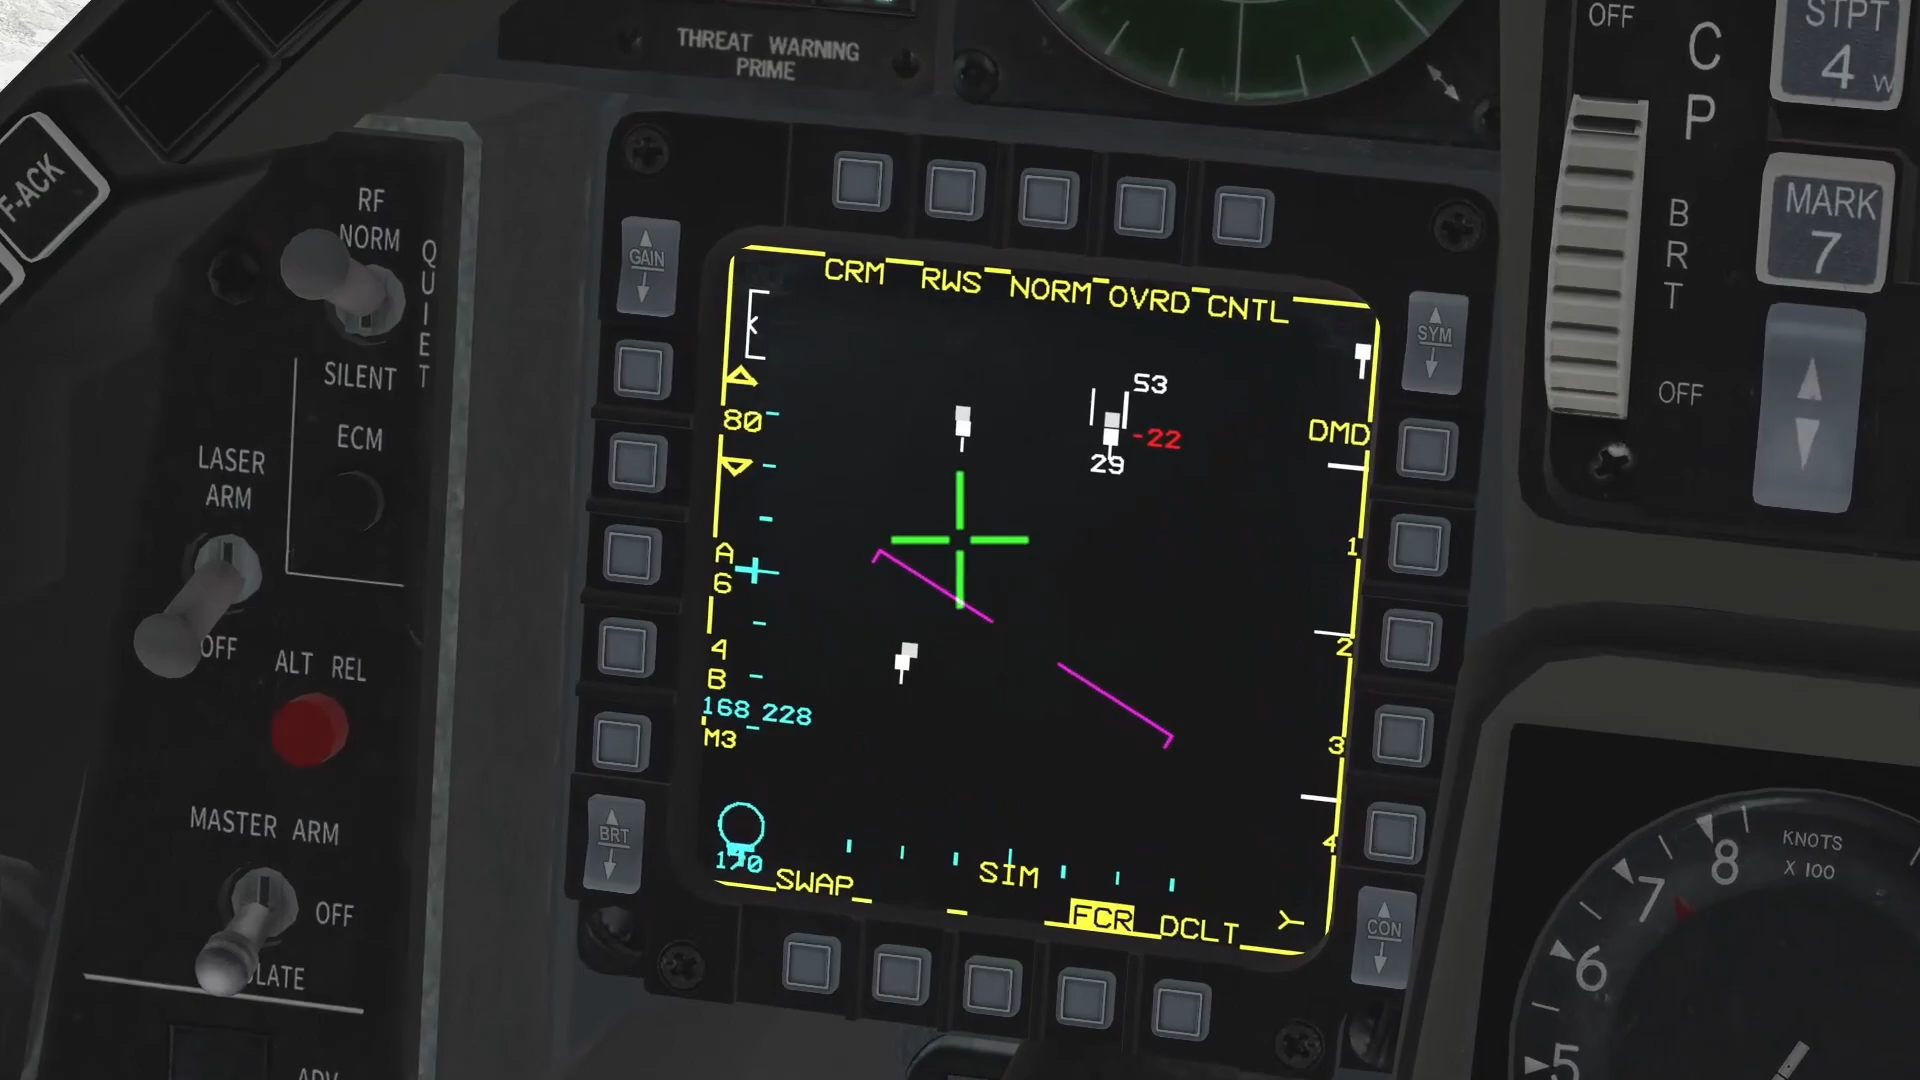 THREAT WARNING
PRIME
OFF
C
P
STPT
4 W
F-ACK
RF
NORM
QUIET
SILENT
ECM
LASER
ARM
OFF
ALT REL
MASTER ARM
OFF
GAIN
SYM
BRT
CON
CRM RWS NORM OVRD CNTL
53
-22
29
80
DMD
A
6
4
B
168 228
M3
1
2
3
4
170
SWAP SIM FCR DCLT
BRT
OFF
MARK
7
KNOTS
X 100
8
7
6
5